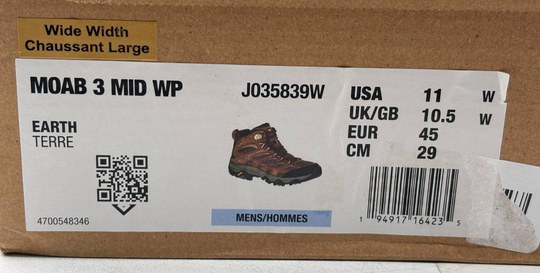 Wide Width
Chaussant Large
MOAB 3 MID WP
J035839W
EARTH
TERRE
4700548346
MENS/HOMMES
USA 11 W
UK/GB 10.5 W
EUR 45
CM 29
1 94917 16423 5